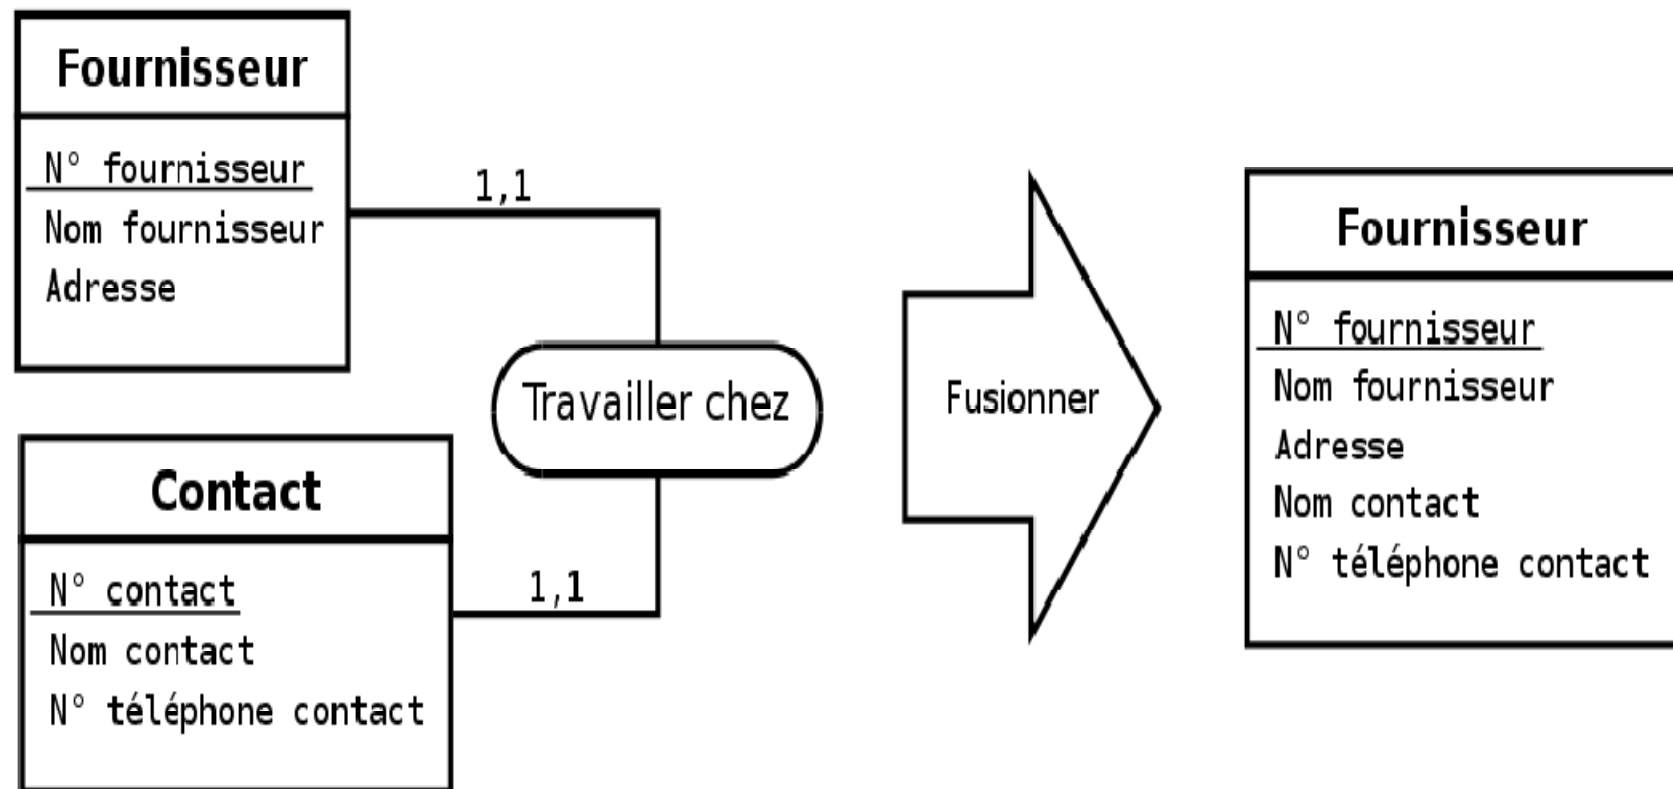 Fournisseur
N° fournisseur
Nom fournisseur
Adresse
1,1
Travailler chez
Contact
N° contact
Nom contact
N° téléphone contact
1,1
Fusionner
Fournisseur
N° fournisseur
Nom fournisseur
Adresse
Nom contact
N° téléphone contact